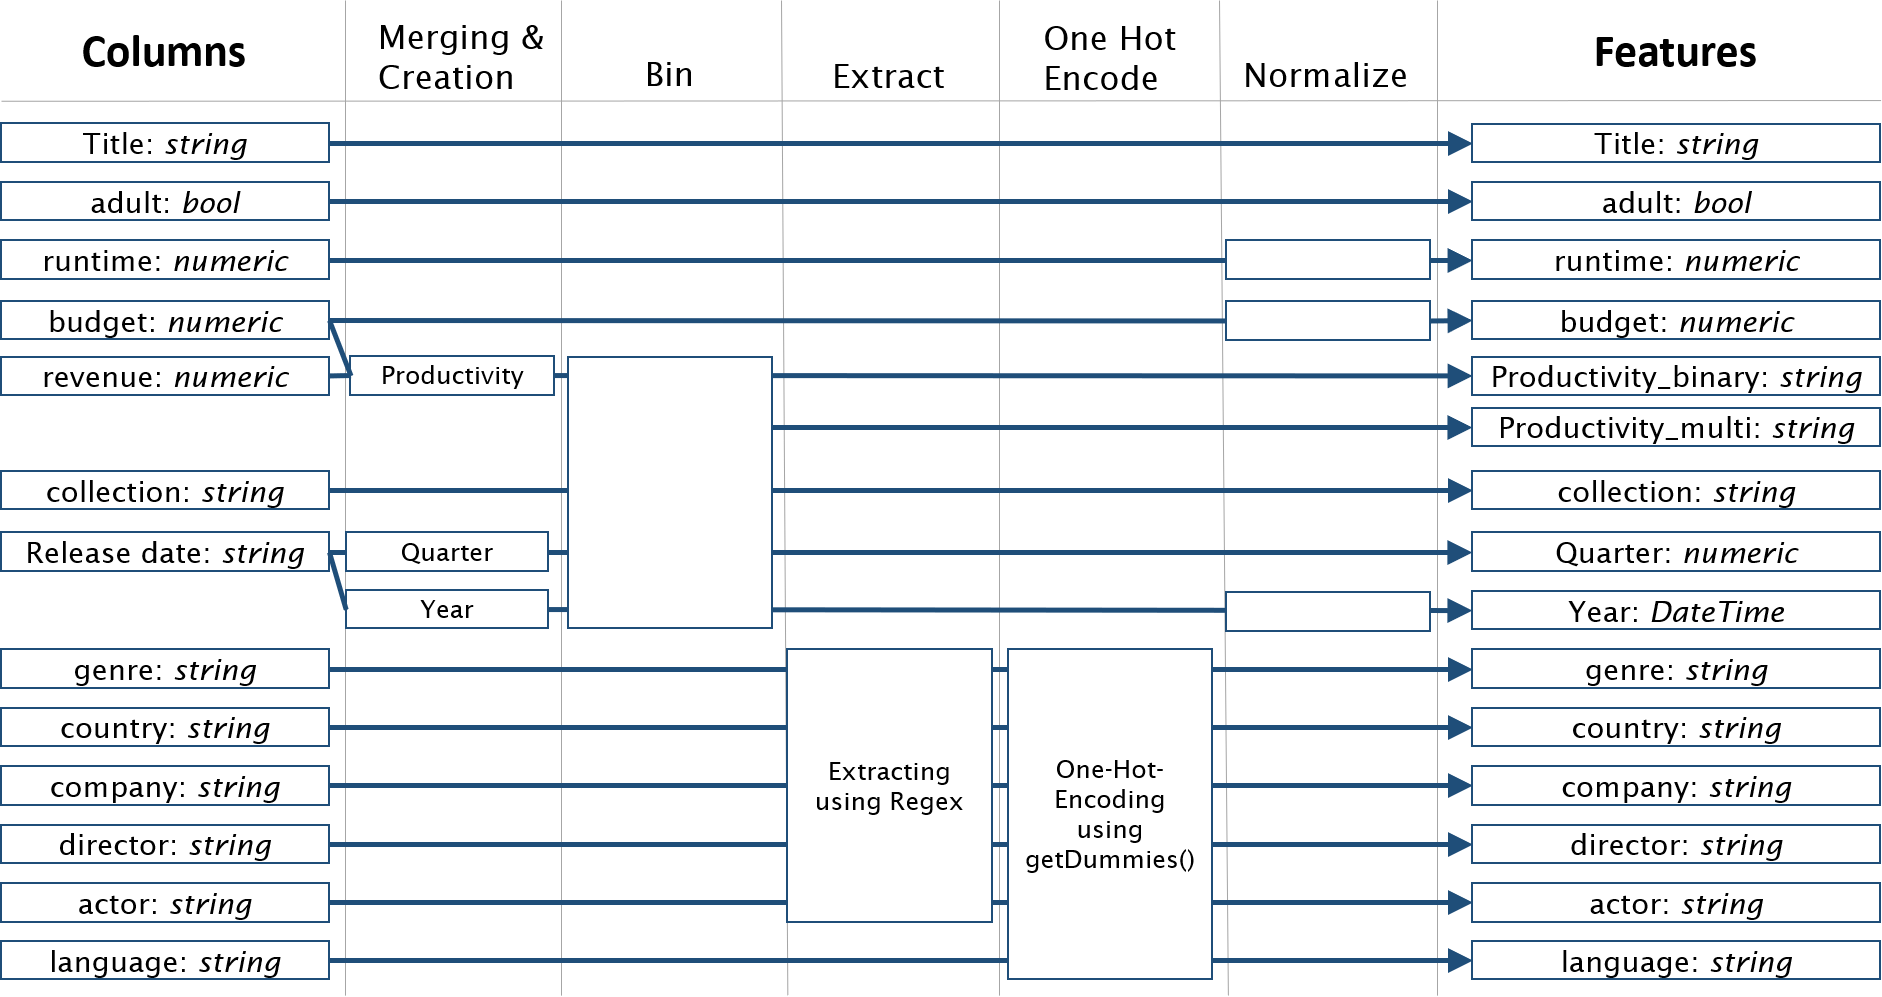 Columns
Merging &
Creation
Bin
Extract
One Hot
Encode
Normalize
Features
Title: string
Title: string
adult: bool
adult: bool
runtime: numeric
runtime: numeric
budget: numeric
budget: numeric
revenue: numeric
Productivity
Productivity_binary: string
Productivity_multi: string
collection: string
collection: string
Release date: string
Quarter
Quarter: numeric
Year
Year: DateTime
genre: string
genre: string
country: string
country: string
company: string
Extracting
using Regex
One-Hot-
Encoding
using
getDummies()
company: string
director: string
director: string
actor: string
actor: string
language: string
language: string